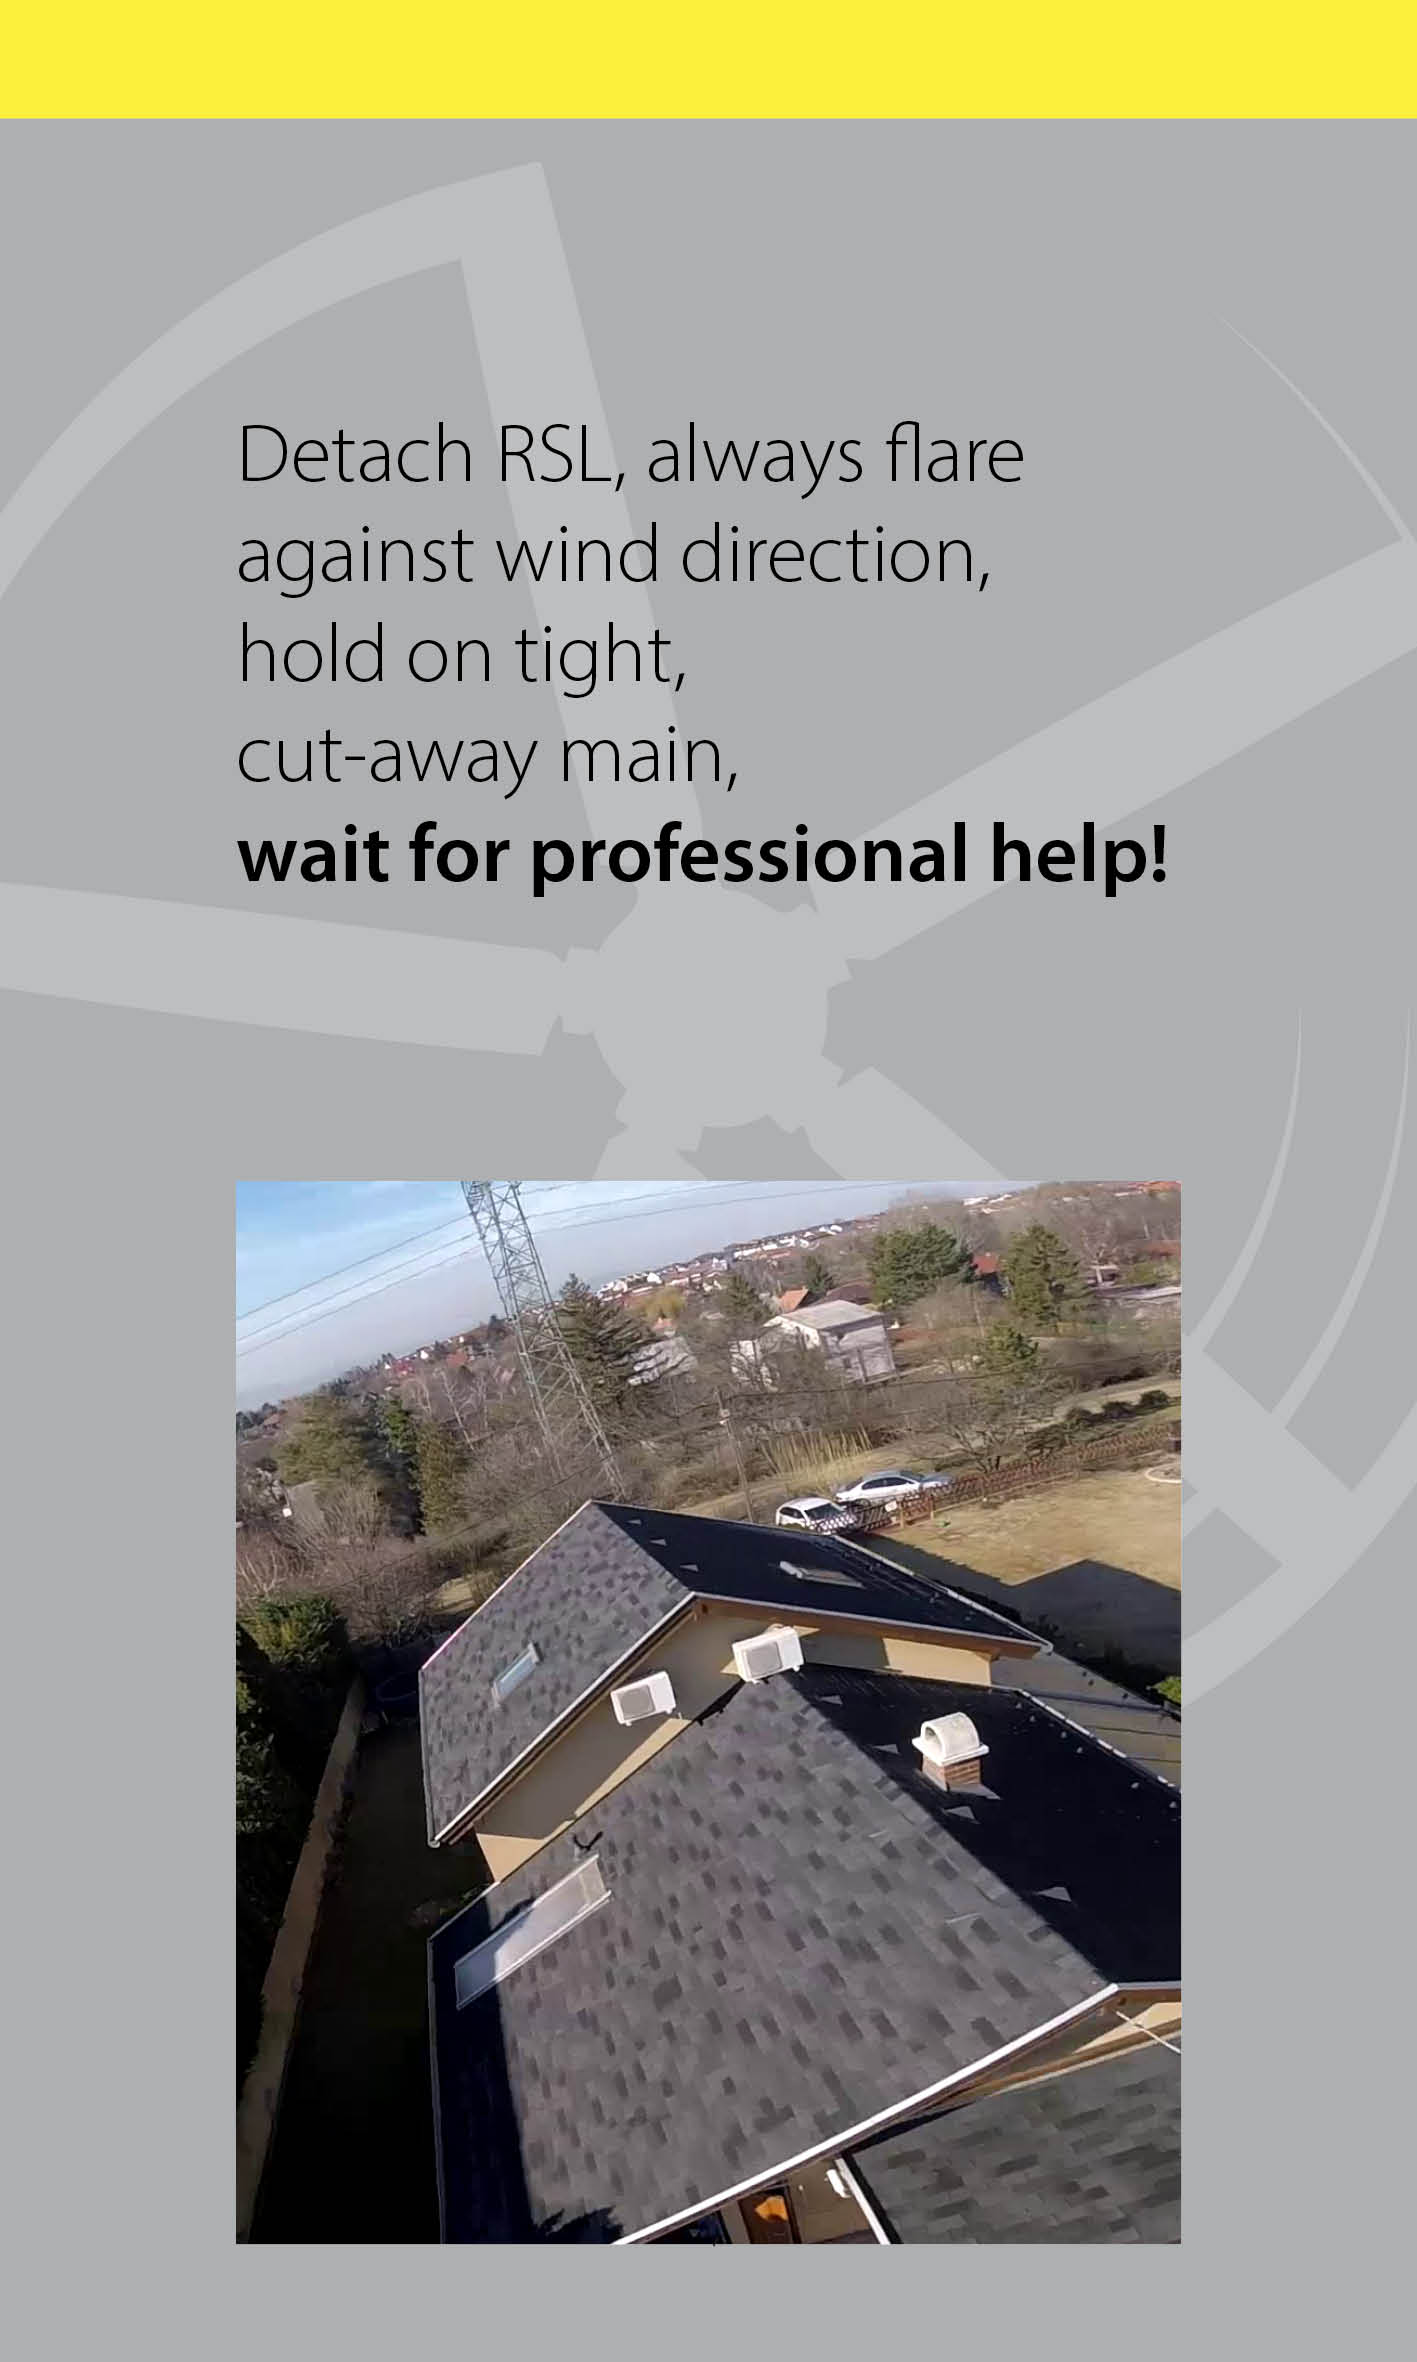 Detach RSL, always flare
against wind direction,
hold on tight,
cut-away main,
wait for professional help!